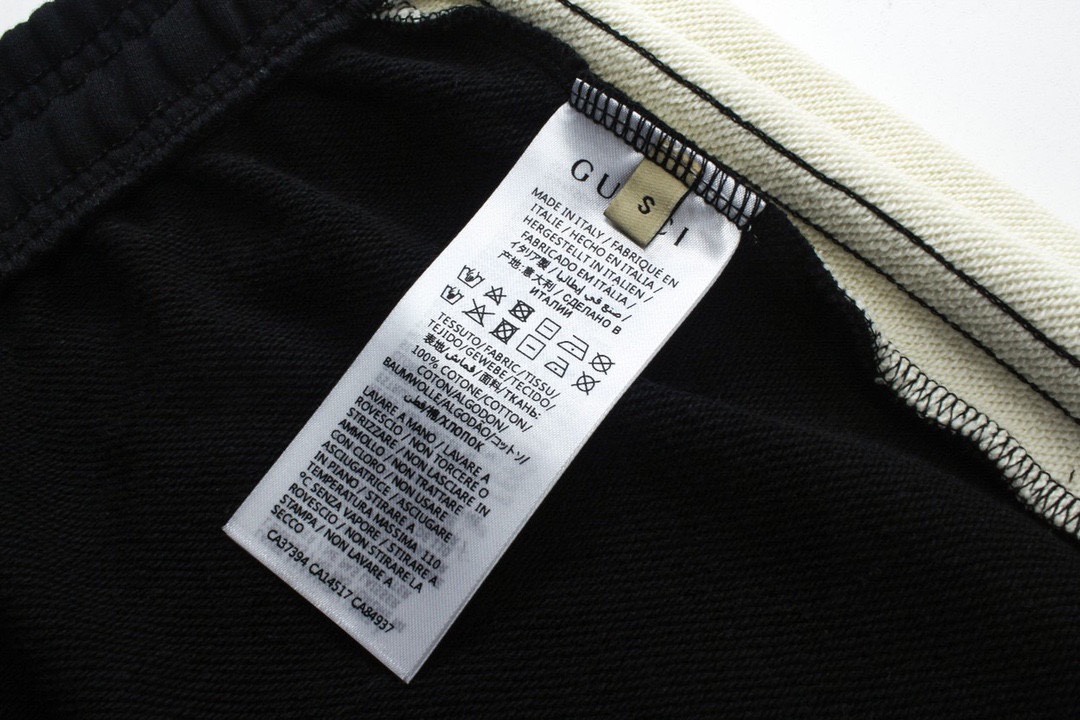 GUCCI
S
MADE IN ITALY / FABRIQUÉ EN
ITALIE / HECHO EN ITALIA /
HERGESTELLT IN ITALIEN /
FABRICADO EM ITÁLIA /
イタリア製 / صنع في إيطاليا /
产地:意大利 / СДЕЛАНО В
ИТАЛИИ
TESSUTO/FABRIC/TISSU/
TEJIDO/GEWEBE/TECIDO/
表地/قماش/面料/ТКАНЬ:
100% COTONE/COTTON/
COTON/ALGODON/
BAUMWOLLE/ALGODÃO/コットン/
قطن/棉/ХЛОПОК
LAVARE A MANO / LAVARE A
ROVESCIO / NON TORCERE O
STRIZZARE / NON LASCIARE IN
AMMOLLO / NON TRATTARE
CON CLORO / NON USARE
ASCIUGATRICE / ASCIUGARE
IN PIANO / STIRARE A
TEMPERATURA MASSIMA 110
°C SENZA VAPORE / STIRARE A
ROVESCIO / NON STIRARE LA
STAMPA / NON LAVARE A
SECCO
CA37394 CA14517 CA84937